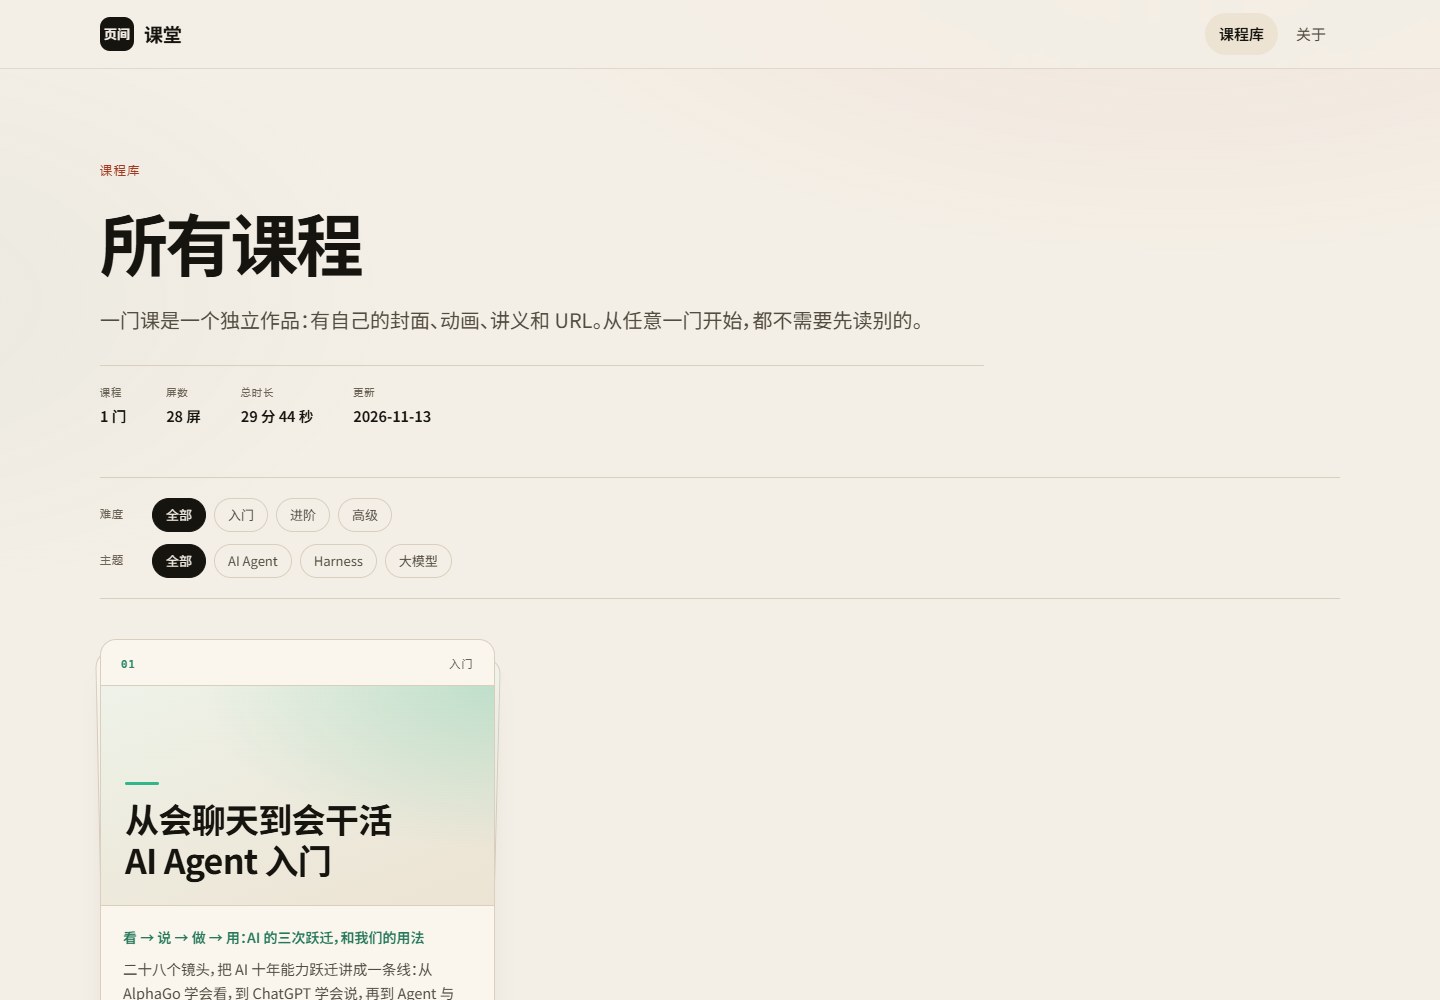 页间 课堂
课程库 关于
课程库
所有课程
一门课是一个独立作品：有自己的封面、动画、讲义和 URL。从任意一门开始，都不需要先读别的。
课程 屏数 总时长 更新
1 门 28 屏 29 分 44 秒 2026-11-13
难度 全部 入门 进阶 高级
主题 全部 AI Agent Harness 大模型
01 入门
从会聊天到会干活
AI Agent 入门
看 → 说 → 做 → 用：AI 的三次跃迁，和我们的用法
二十八个镜头，把 AI 十年能力跃迁讲成一条线：从
AlphaGo 学会看，到 ChatGPT 学会说，再到 Agent 与